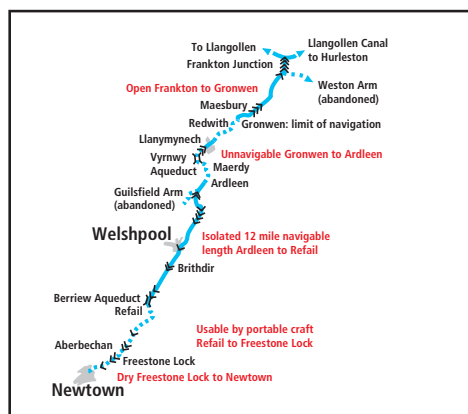 To Llangollen
Llangollen Canal
to Hurleston
Frankton Junction
Weston Arm
(abandoned)
Open Frankton to Gronwen
Maesbury
Redwith
Gronwen: limit of navigation
Llanymynech
Unnavigable Gronwen to Ardleen
Vyrnwy
Aqueduct
Maerdy
Ardleen
Guilsfield Arm
(abandoned)
Welshpool
Isolated 12 mile navigable
length Ardleen to Refail
Brithdir
Berriew Aqueduct
Refail
Usable by portable craft
Refail to Freestone Lock
Aberbechan
Freestone Lock
Dry Freestone Lock to Newtown
Newtown